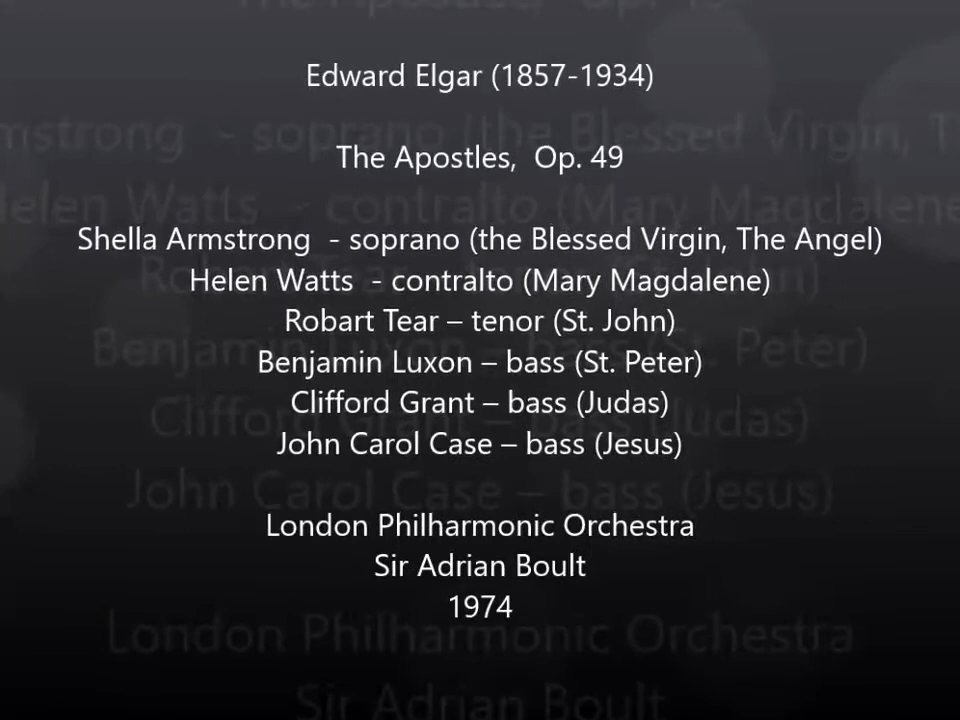 Edward Elgar (1857-1934)
The Apostles,  Op. 49
Shella Armstrong  - soprano (the Blessed Virgin, The Angel)
Helen Watts  - contralto (Mary Magdalene)
Robart Tear – tenor (St. John)
Benjamin Luxon – bass (St. Peter)
Clifford Grant – bass (Judas)
John Carol Case – bass (Jesus)
London Philharmonic Orchestra
Sir Adrian Boult
1974